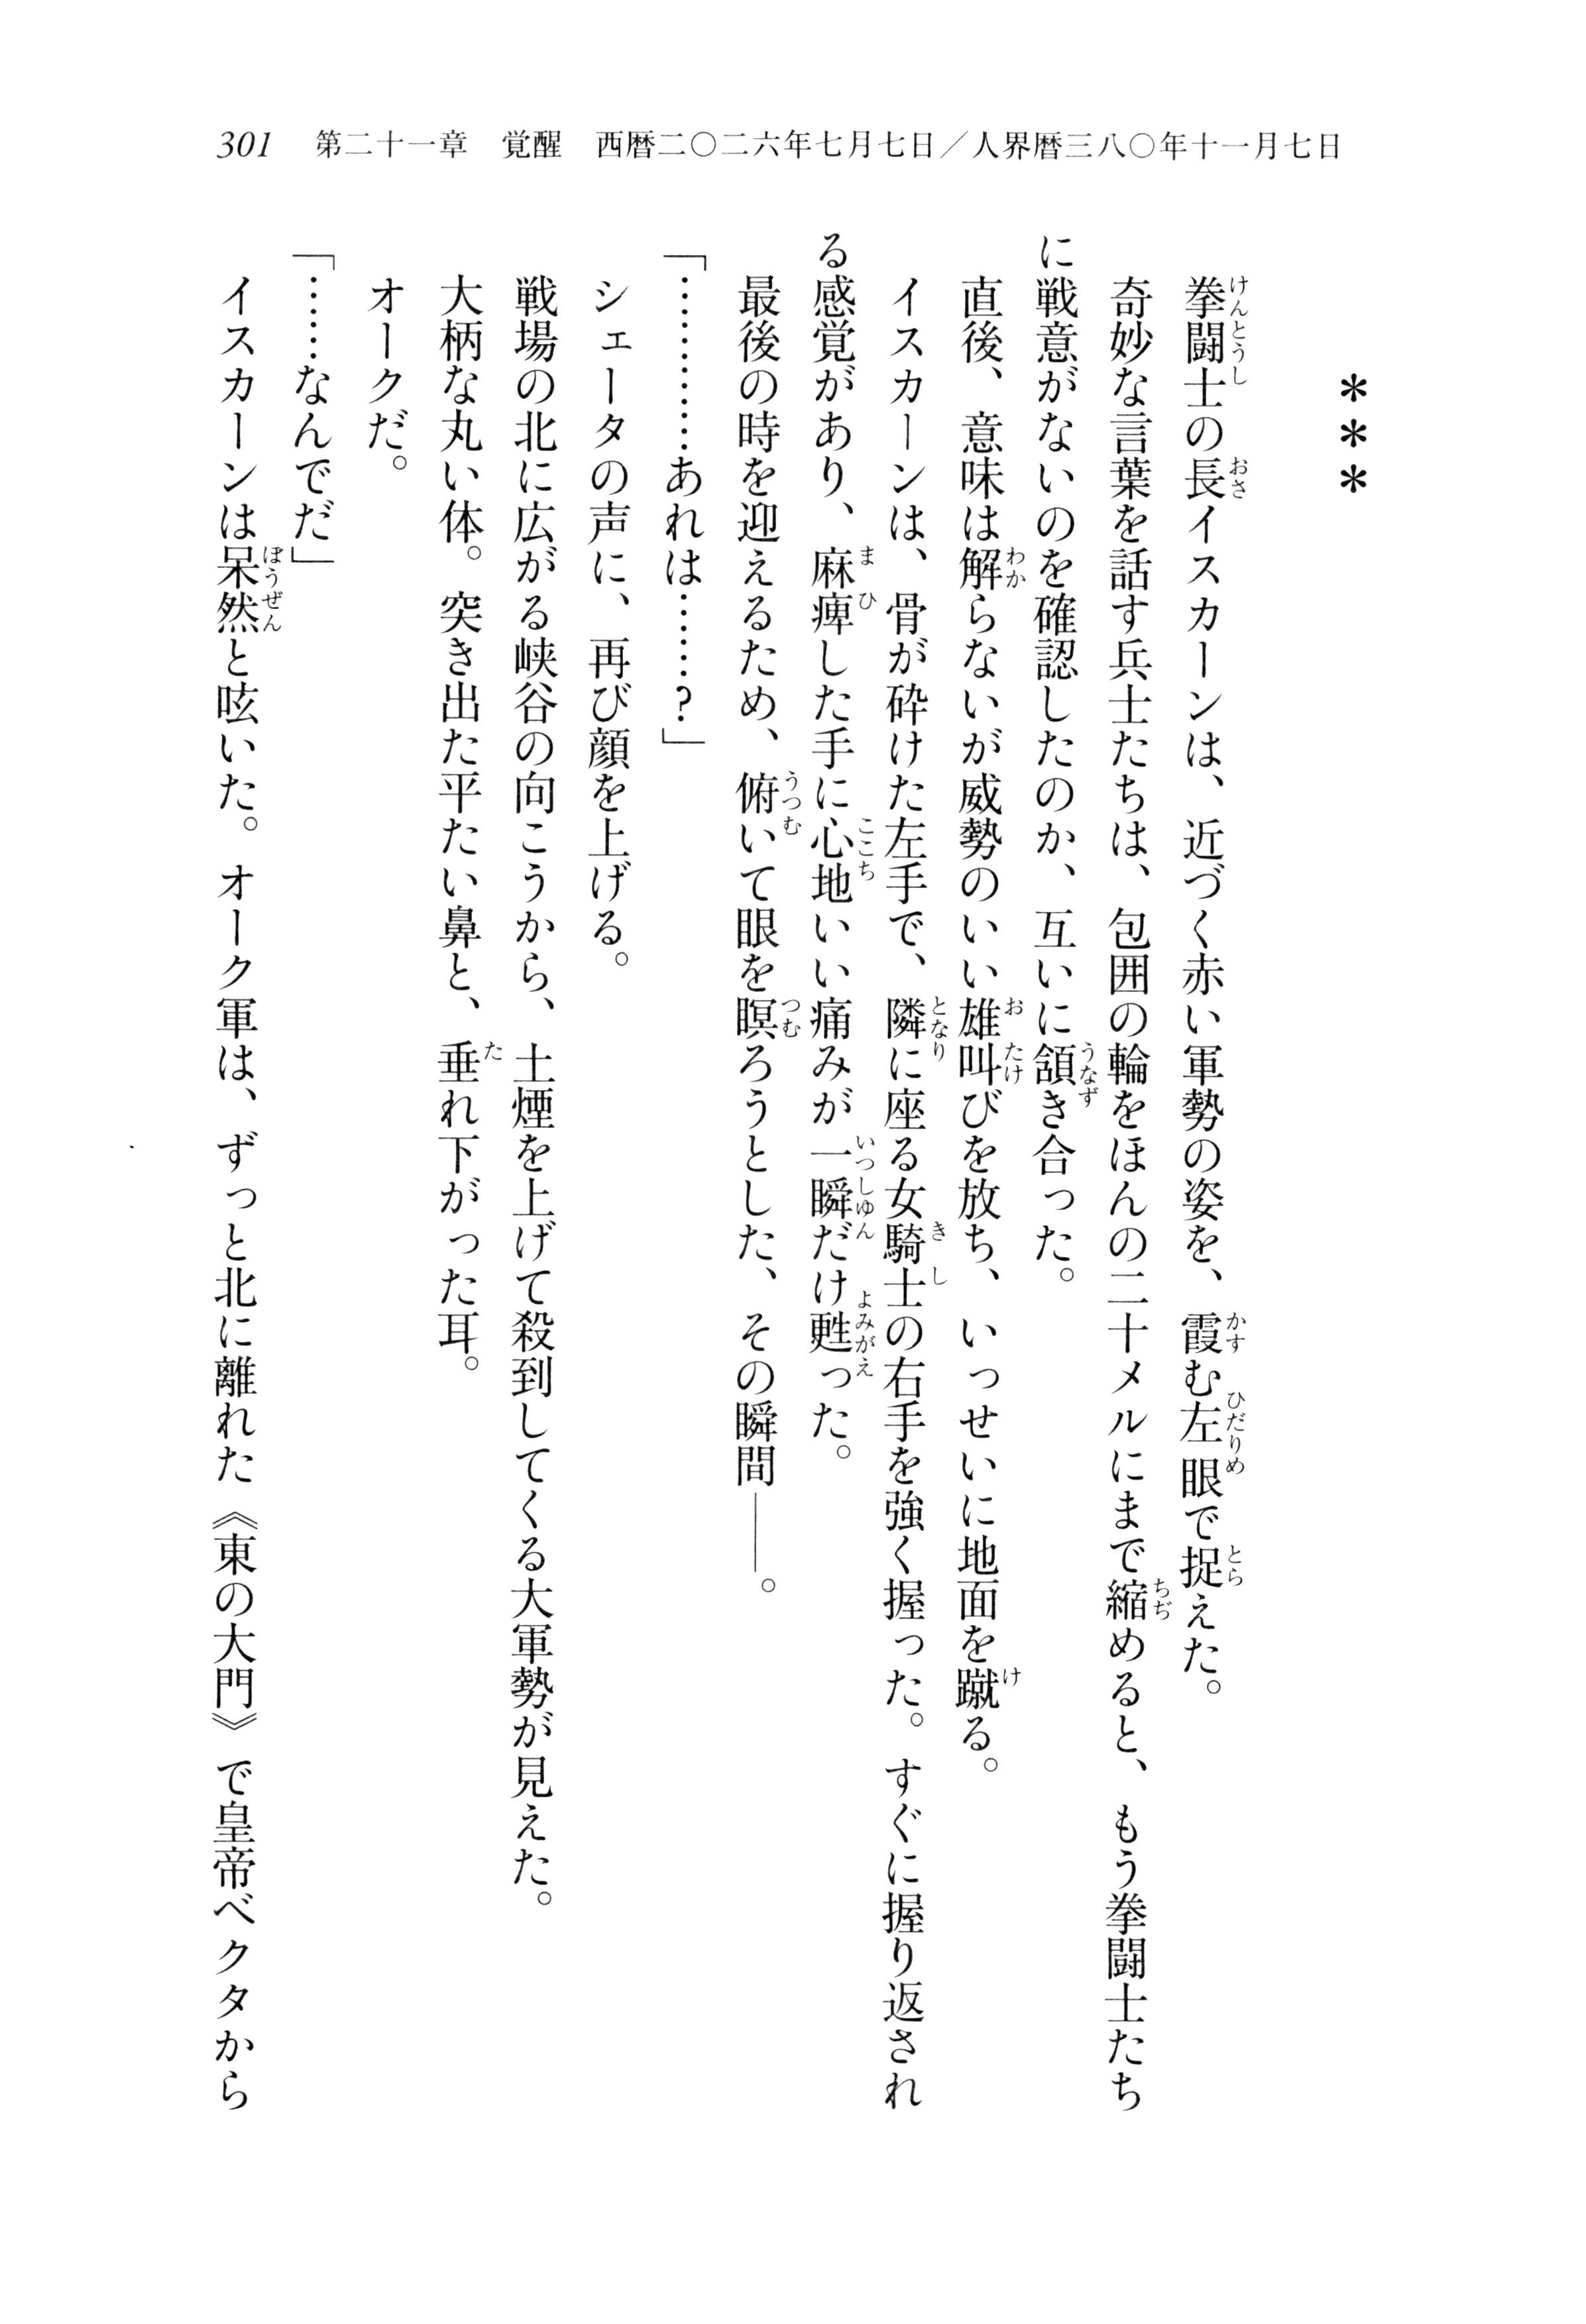 301　第二十一章　覚醒　西暦二〇二六年七月七日／人界暦三八〇年十一月七日
＊＊＊
拳闘士の長イスカーンは、近づく赤い軍勢の姿を、霞む左眼で捉えた。
奇妙な言葉を話す兵士たちは、包囲の輪をほんの二十メルにまで縮めると、もう拳闘士たち
に戦意がないのを確認したのか、互いに頷き合った。
直後、意味は解らないが威勢のいい雄叫びを放ち、いっせいに地面を蹴る。
イスカーンは、骨が砕けた左手で、隣に座る女騎士の右手を強く握った。すぐに握り返され
る感覚があり、麻痺した手に心地いい痛みが一瞬だけ甦った。
最後の時を迎えるため、俯いて眼を瞑ろうとした、その瞬間――。
「…………あれは……？」
シェータの声に、再び顔を上げる。
戦場の北に広がる峡谷の向こうから、土煙を上げて殺到してくる大軍勢が見えた。
大柄な丸い体。突き出た平たい鼻と、垂れ下がった耳。
オークだ。
「……なんでだ」
イスカーンは呆然と呟いた。オーク軍は、ずっと北に離れた《東の大門》で皇帝ベクタから